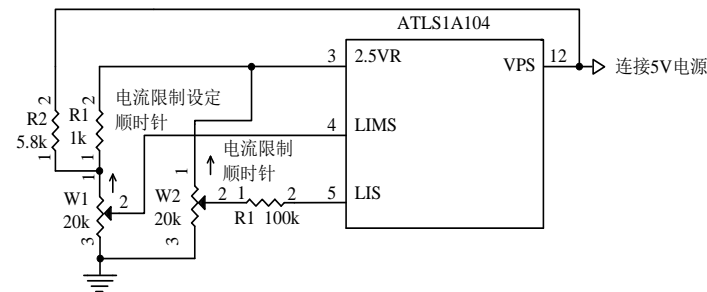 ATLS1A104
3 2.5VR
VPS 12
连接5V电源
2
R2
5.8k
1
2
R1
1k
1
电流限制设定
顺时针
4 LIMS
1
W1
20k
2
3
1
电流限制
顺时针
W2
20k
2
3
1 2
R1 100k
5 LIS